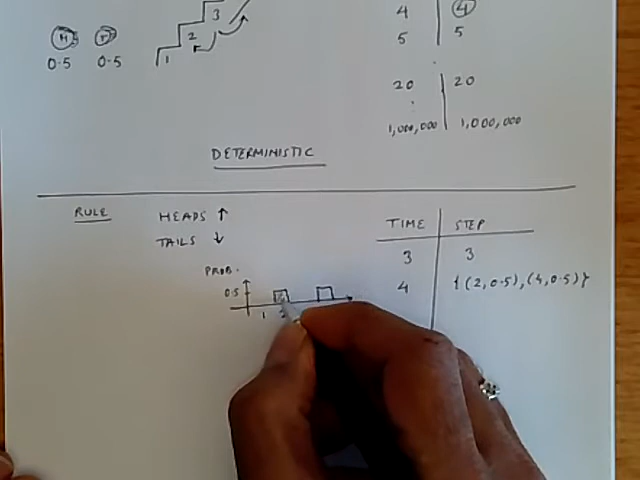 H T
0.5 0.5
3
2
1
4 4
5 5
.
20 20
.
1,000,000 1,000,000
DETERMINISTIC
RULE HEADS ↑
TAILS ↓
TIME STEP
3 3
4 {(2,0.5),(4,0.5)}
PROB.
0.5
1 2